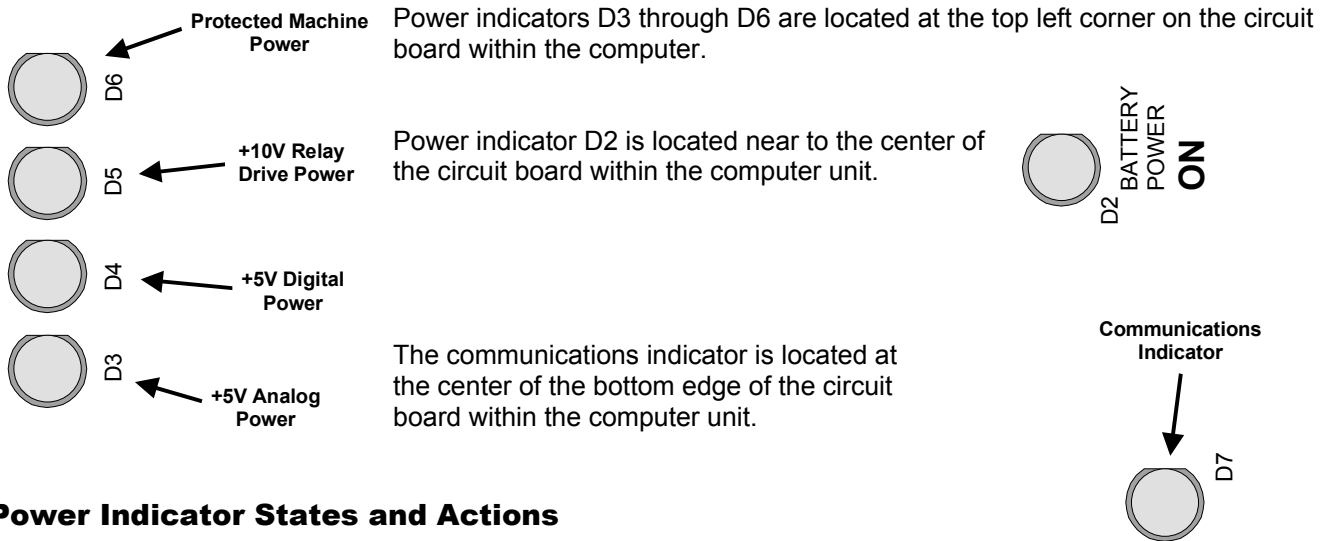 Protected Machine
Power
Power indicators D3 through D6 are located at the top left corner on the circuit
board within the computer.
D6
+10V Relay
Drive Power
D5
Power indicator D2 is located near to the center of
the circuit board within the computer unit.
D2
BATTERY
POWER
ON
D4
+5V Digital
Power
D3
+5V Analog
Power
The communications indicator is located at
the center of the bottom edge of the circuit
board within the computer unit.
Communications
Indicator
D7
Power Indicator States and Actions